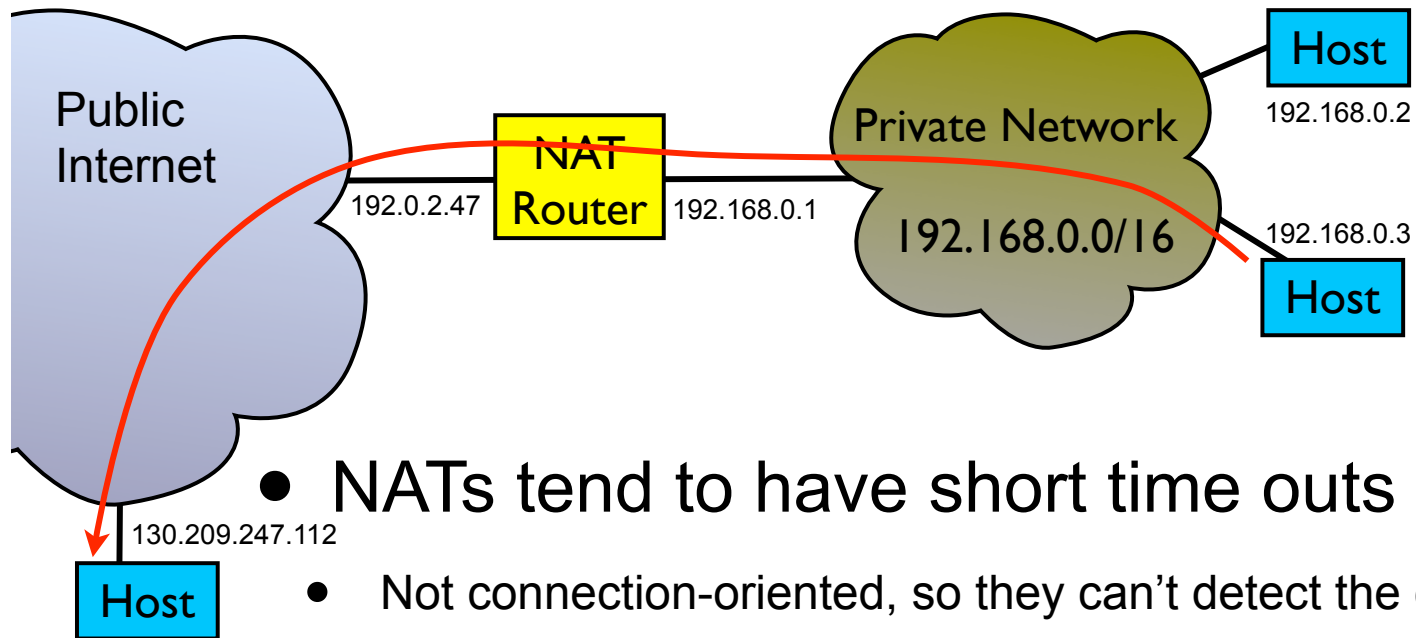 Public
Internet
192.0.2.47
NAT
Router
192.168.0.1
Private Network
192.168.0.0/16
Host
192.168.0.2
192.168.0.3
Host
130.209.247.112
Host
• NATs tend to have short time outs
• Not connection-oriented, so they can’t detect the